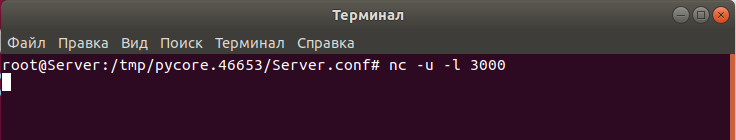 Терминал
Файл Правка Вид Поиск Терминал Справка
root@Server:/tmp/pycore.46653/Server.conf# nc -u -l 3000